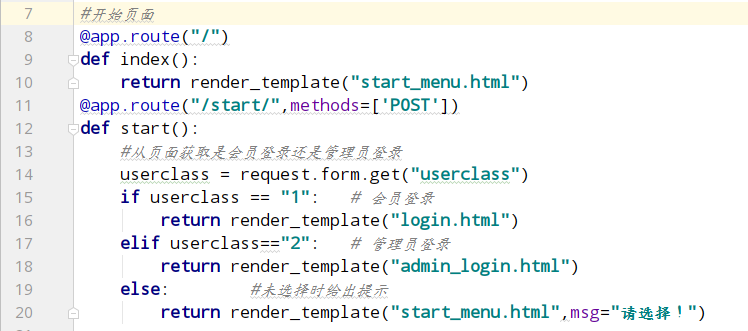 7 #开始页面
8 @app.route("/")
9 def index():
10 return render_template("start_menu.html")
11 @app.route("/start/",methods=['POST'])
12 def start():
13 #从页面获取是会员登录还是管理员登录
14 userclass = request.form.get("userclass")
15 if userclass == "1": # 会员登录
16 return render_template("login.html")
17 elif userclass=="2": # 管理员登录
18 return render_template("admin_login.html")
19 else: #未选择时给出提示
20 return render_template("start_menu.html",msg="请选择！")